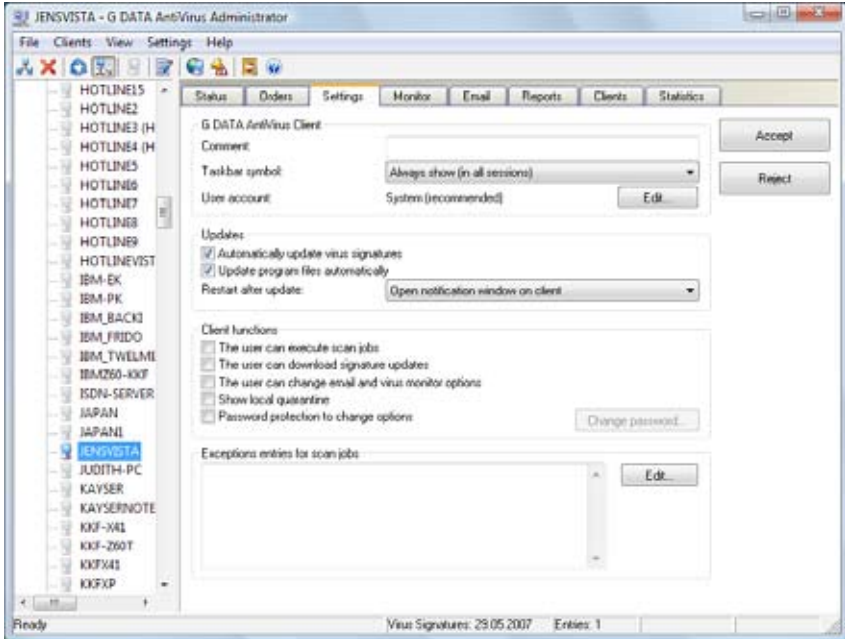 JENSVISTA - G DATA AntiVirus Administrator
File Clients View Settings Help
HOTLINE15
HOTLINE2
HOTLINE3 (H
HOTLINE4 (H
HOTLINE5
HOTLINE6
HOTLINE7
HOTLINE8
HOTLINE9
HOTLINEVIST
IBM-EK
IBM-PK
IBM_BACKI
IBM_FRIDO
IBM_TWELME
IBMZ60-KKF
ISDN-SERVER
JAPAN
JAPAN1
JENSVISTA
JUDITH-PC
KAYSER
KAYSERNOTE
KKF-X41
KKF-Z60T
KKFX41
KKFXP
Status Orders Settings Monitor Email Reports Clients Statistics
G DATA AntiVirus Client
Comment:
Taskbar symbol: Always show (in all sessions)
User account: System (recommended) Edit...
Updates
Automatically update virus signatures
Update program files automatically
Restart after update: Open notification window on client
Client functions
The user can execute scan jobs
The user can download signature updates
The user can change email and virus monitor options
Show local quarantine
Password protection to change options
Change password...
Exceptions entries for scan jobs
Edit...
Accept
Reject
Ready Virus Signatures: 29.05.2007 Entries: 1